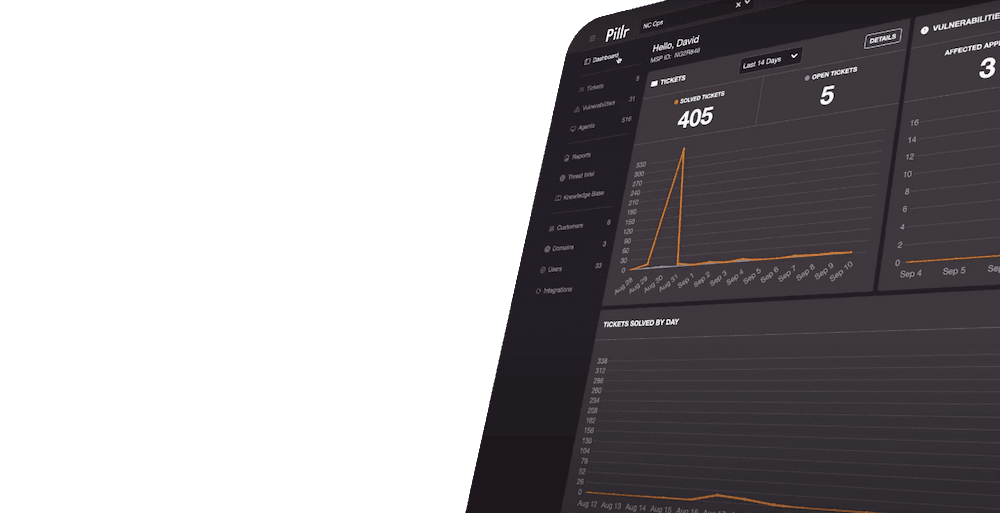 Pillr
NC Ops
Dashboard
Tickets 5
Vulnerabilities 31
Agents 516
Reports
Threat Intel
Knowledge Base
Customers 6
Domains 3
Users 33
Integrations
Hello, David
MSP ID:
TICKETS
Last 14 Days
DETAILS
SOLVED TICKETS
405
OPEN TICKETS
5
330
300
270
240
210
180
150
120
90
60
30
0
Aug 28 Aug 29 Aug 30 Aug 31 Sep 1 Sep 2 Sep 3 Sep 4 Sep 5 Sep 6 Sep 7 Sep 8 Sep 9 Sep 10
VULNERABILITIES
AFFECTED APP
3
16
14
12
10
8
6
4
2
0
Sep 4 Sep 5 Sep
TICKETS SOLVED BY DAY
338
312
286
260
234
208
182
156
130
104
78
52
26
0
Aug 12 Aug 13 Aug 14 Aug 15 Aug 16 Aug 17